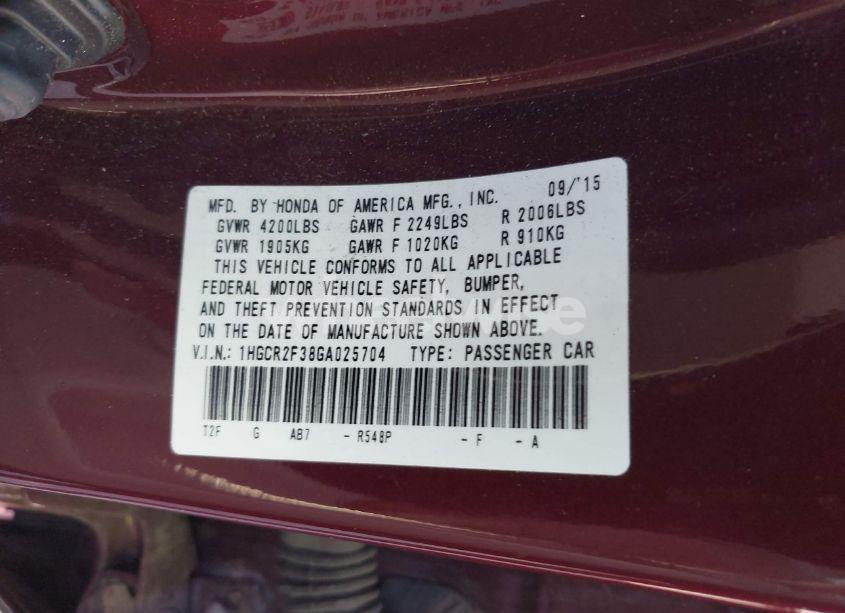 MFD. BY HONDA OF AMERICA MFG., INC. 09/'15
GVWR 4200LBS GAWR F 2249LBS R 2006LBS
GVWR 1905KG GAWR F 1020KG R 910KG
THIS VEHICLE CONFORMS TO ALL APPLICABLE
FEDERAL MOTOR VEHICLE SAFETY, BUMPER,
AND THEFT PREVENTION STANDARDS IN EFFECT
ON THE DATE OF MANUFACTURE SHOWN ABOVE.
V.I.N.: 1HGCR2F38GA025704 TYPE: PASSENGER CAR
T2F G AB7 - R548P - F - A